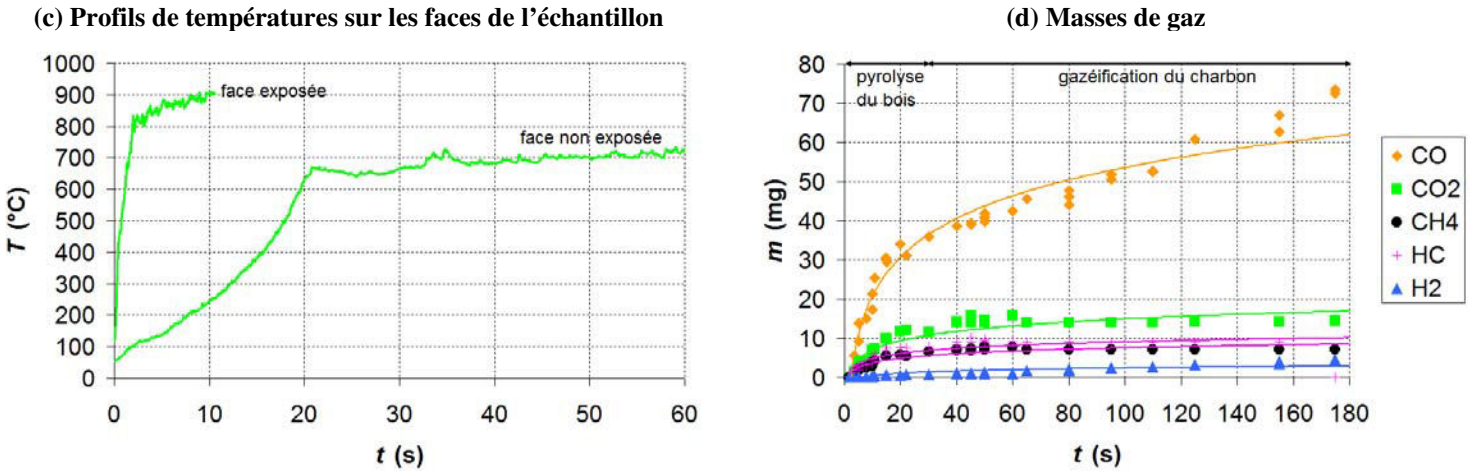 (c) Profils de températures sur les faces de l'échantillon
1000
900
800
700
600
500
400
300
200
100
0
T (°C)
face exposée
face non exposée
0 10 20 30 40 50 60
t (s)
(d) Masses de gaz
80
70
60
50
40
30
20
10
0
m (mg)
pyrolyse
du bois
gazéification du charbon
0 20 40 60 80 100 120 140 160 180
t (s)
CO
CO2
CH4
HC
H2